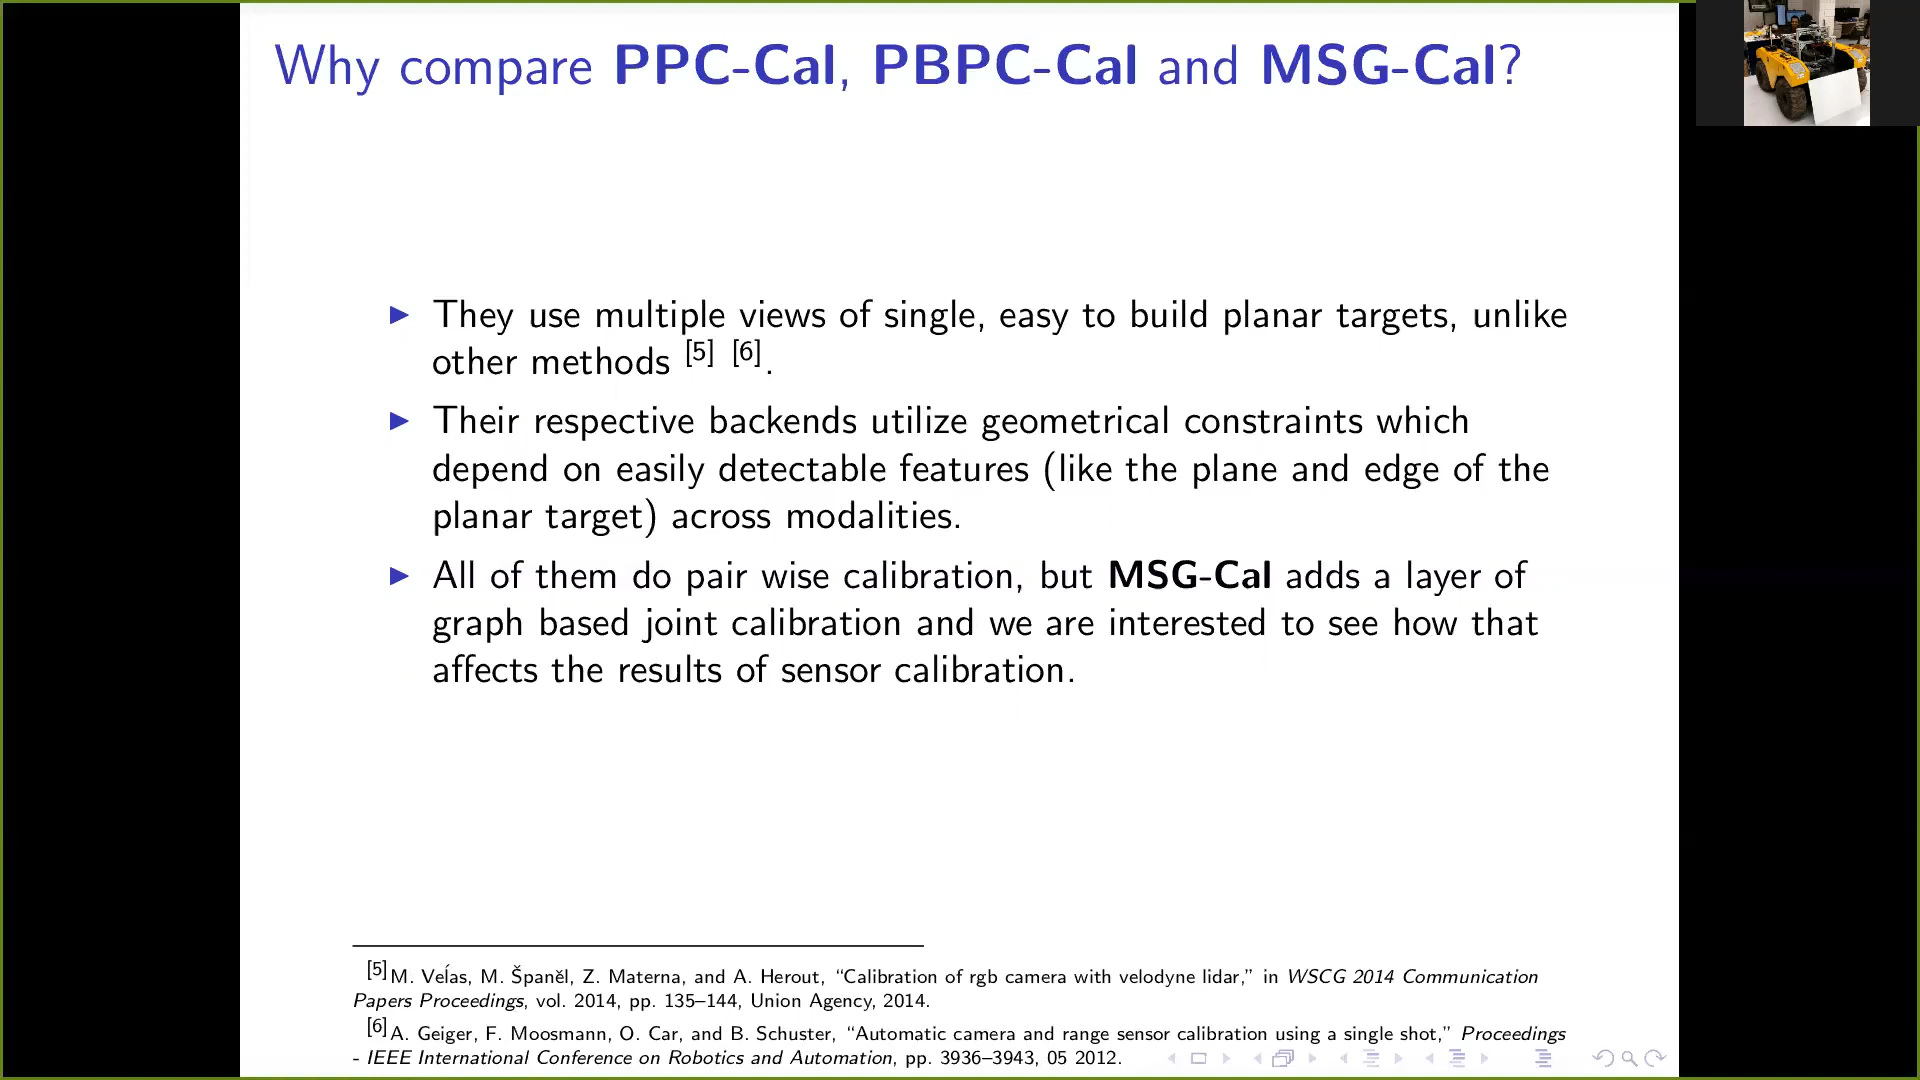 Why compare PPC-Cal, PBPC-Cal and MSG-Cal?
▶ They use multiple views of single, easy to build planar targets, unlike
other methods [5] [6].
▶ Their respective backends utilize geometrical constraints which
depend on easily detectable features (like the plane and edge of the
planar target) across modalities.
▶ All of them do pair wise calibration, but MSG-Cal adds a layer of
graph based joint calibration and we are interested to see how that
affects the results of sensor calibration.
[5] M. Veĺas, M. Španěl, Z. Materna, and A. Herout, “Calibration of rgb camera with velodyne lidar,” in WSCG 2014 Communication
Papers Proceedings, vol. 2014, pp. 135–144, Union Agency, 2014.
[6] A. Geiger, F. Moosmann, O. Car, and B. Schuster, “Automatic camera and range sensor calibration using a single shot,” Proceedings
- IEEE International Conference on Robotics and Automation, pp. 3936–3943, 05 2012.